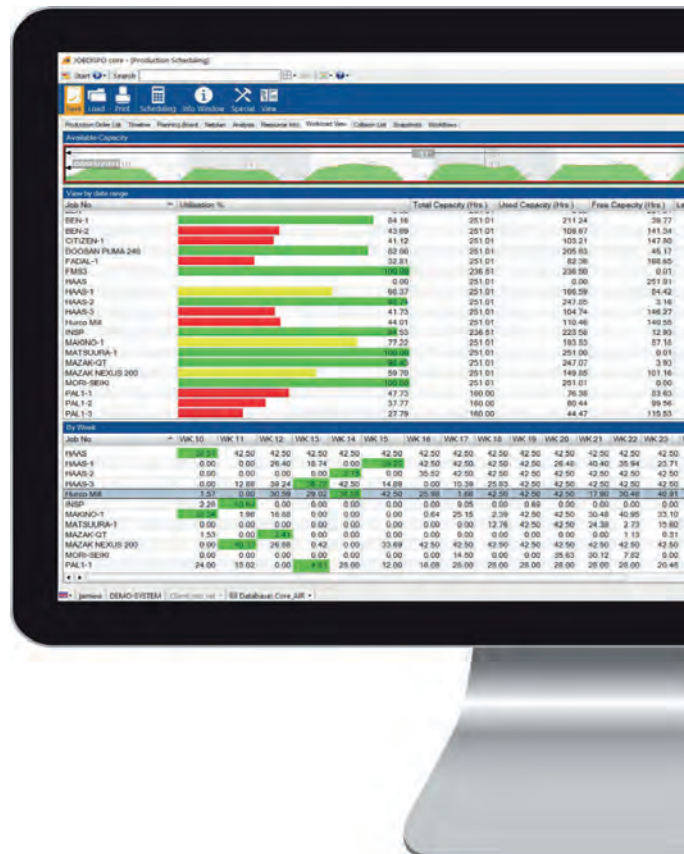 JOBDISPO core - [Production Scheduling]
Start Search
Save Load Print Scheduling Info Window Special View
Production Order List Timeline Planning Board Netplan Analysis Resource Info Workload View Collision List Snapshots Workflows
Available Capacity
View by date range
Job No. Utilisation % Total Capacity (Hrs.) Used Capacity (Hrs.) Free Capacity (Hrs.)
BEN-1 84.16 251.01 211.24 39.77
BEN-2 43.69 251.01 109.67 141.34
CITIZEN-1 41.12 251.01 103.21 147.80
DOOSAN PUMA 240 82.00 251.01 205.83 45.17
FADAL-1 32.81 251.01 82.36 168.65
FMS3 100.00 236.51 236.50 0.01
HAAS 0.00 251.01 0.00 251.01
HAAS-1 66.37 251.01 166.59 84.42
HAAS-2 251.01 247.85 3.16
HAAS-3 41.73 251.01 104.74 146.27
Hurco Mill 44.01 251.01 110.46 140.55
INSP 94.53 236.51 223.58 12.93
MAKINO-1 77.22 251.01 193.83 57.18
MATSUURA-1 100.00 251.01 251.00 0.01
MAZAK-QT 251.01 247.07 3.93
MAZAK NEXUS 200 59.70 251.01 149.85 101.16
MORI-SEIKI 100.00 251.01 251.01 0.00
PAL1-1 47.73 160.00 76.38 83.63
PAL1-2 37.77 160.00 60.44 99.56
PAL1-3 27.79 160.00 44.47 115.53
By Week
Job No. WK 10 WK 11 WK 12 WK 13 WK 14 WK 15 WK 16 WK 17 WK 18 WK 19 WK 20 WK 21 WK 22 WK 23
HAAS 42.50 42.50 42.50 42.50 42.50 42.50 42.50 42.50 42.50 42.50 42.50 42.50 42.50
HAAS-1 0.00 0.00 26.40 18.74 0.00 42.50 42.50 42.50 42.50 26.46 40.40 35.94 23.71
HAAS-2 0.00 0.00 0.00 0.00 0.00 35.52 42.50 42.50 42.50 42.50 42.50 42.50 42.50
HAAS-3 0.00 12.88 39.24 42.50 14.89 0.00 10.39 25.83 42.50 42.50 42.50 42.50 42.50
Hurco Mill 1.57 0.00 30.58 29.02 42.50 25.98 1.68 42.50 42.50 42.50 17.80 30.48 40.81
INSP 2.28 0.00 0.00 0.00 0.00 0.00 9.05 0.00 0.69 0.00 0.00 0.00 0.00
MAKINO-1 1.98 18.68 0.00 0.00 0.00 0.64 25.15 2.39 42.50 42.50 30.48 40.95 33.10
MATSUURA-1 0.00 0.00 0.00 0.00 0.00 0.00 0.00 0.00 12.76 42.50 42.50 24.38 2.73 15.60
MAZAK-QT 1.53 0.00 0.00 0.00 0.00 0.00 0.00 0.00 0.00 0.00 0.00 1.13 0.31
MAZAK NEXUS 200 0.00 26.88 0.42 0.00 33.69 42.50 42.50 42.50 42.50 42.50 42.50 42.50 42.50
MORI-SEIKI 0.00 0.00 0.00 0.00 0.00 0.00 0.00 14.50 0.00 0.00 35.63 30.12 7.82 0.00
PAL1-1 24.00 15.02 0.00 28.00 12.00 16.08 28.00 28.00 28.00 28.00 28.00 28.00 20.48
jamiea DEMO-SYSTEM Database: Core_AIR